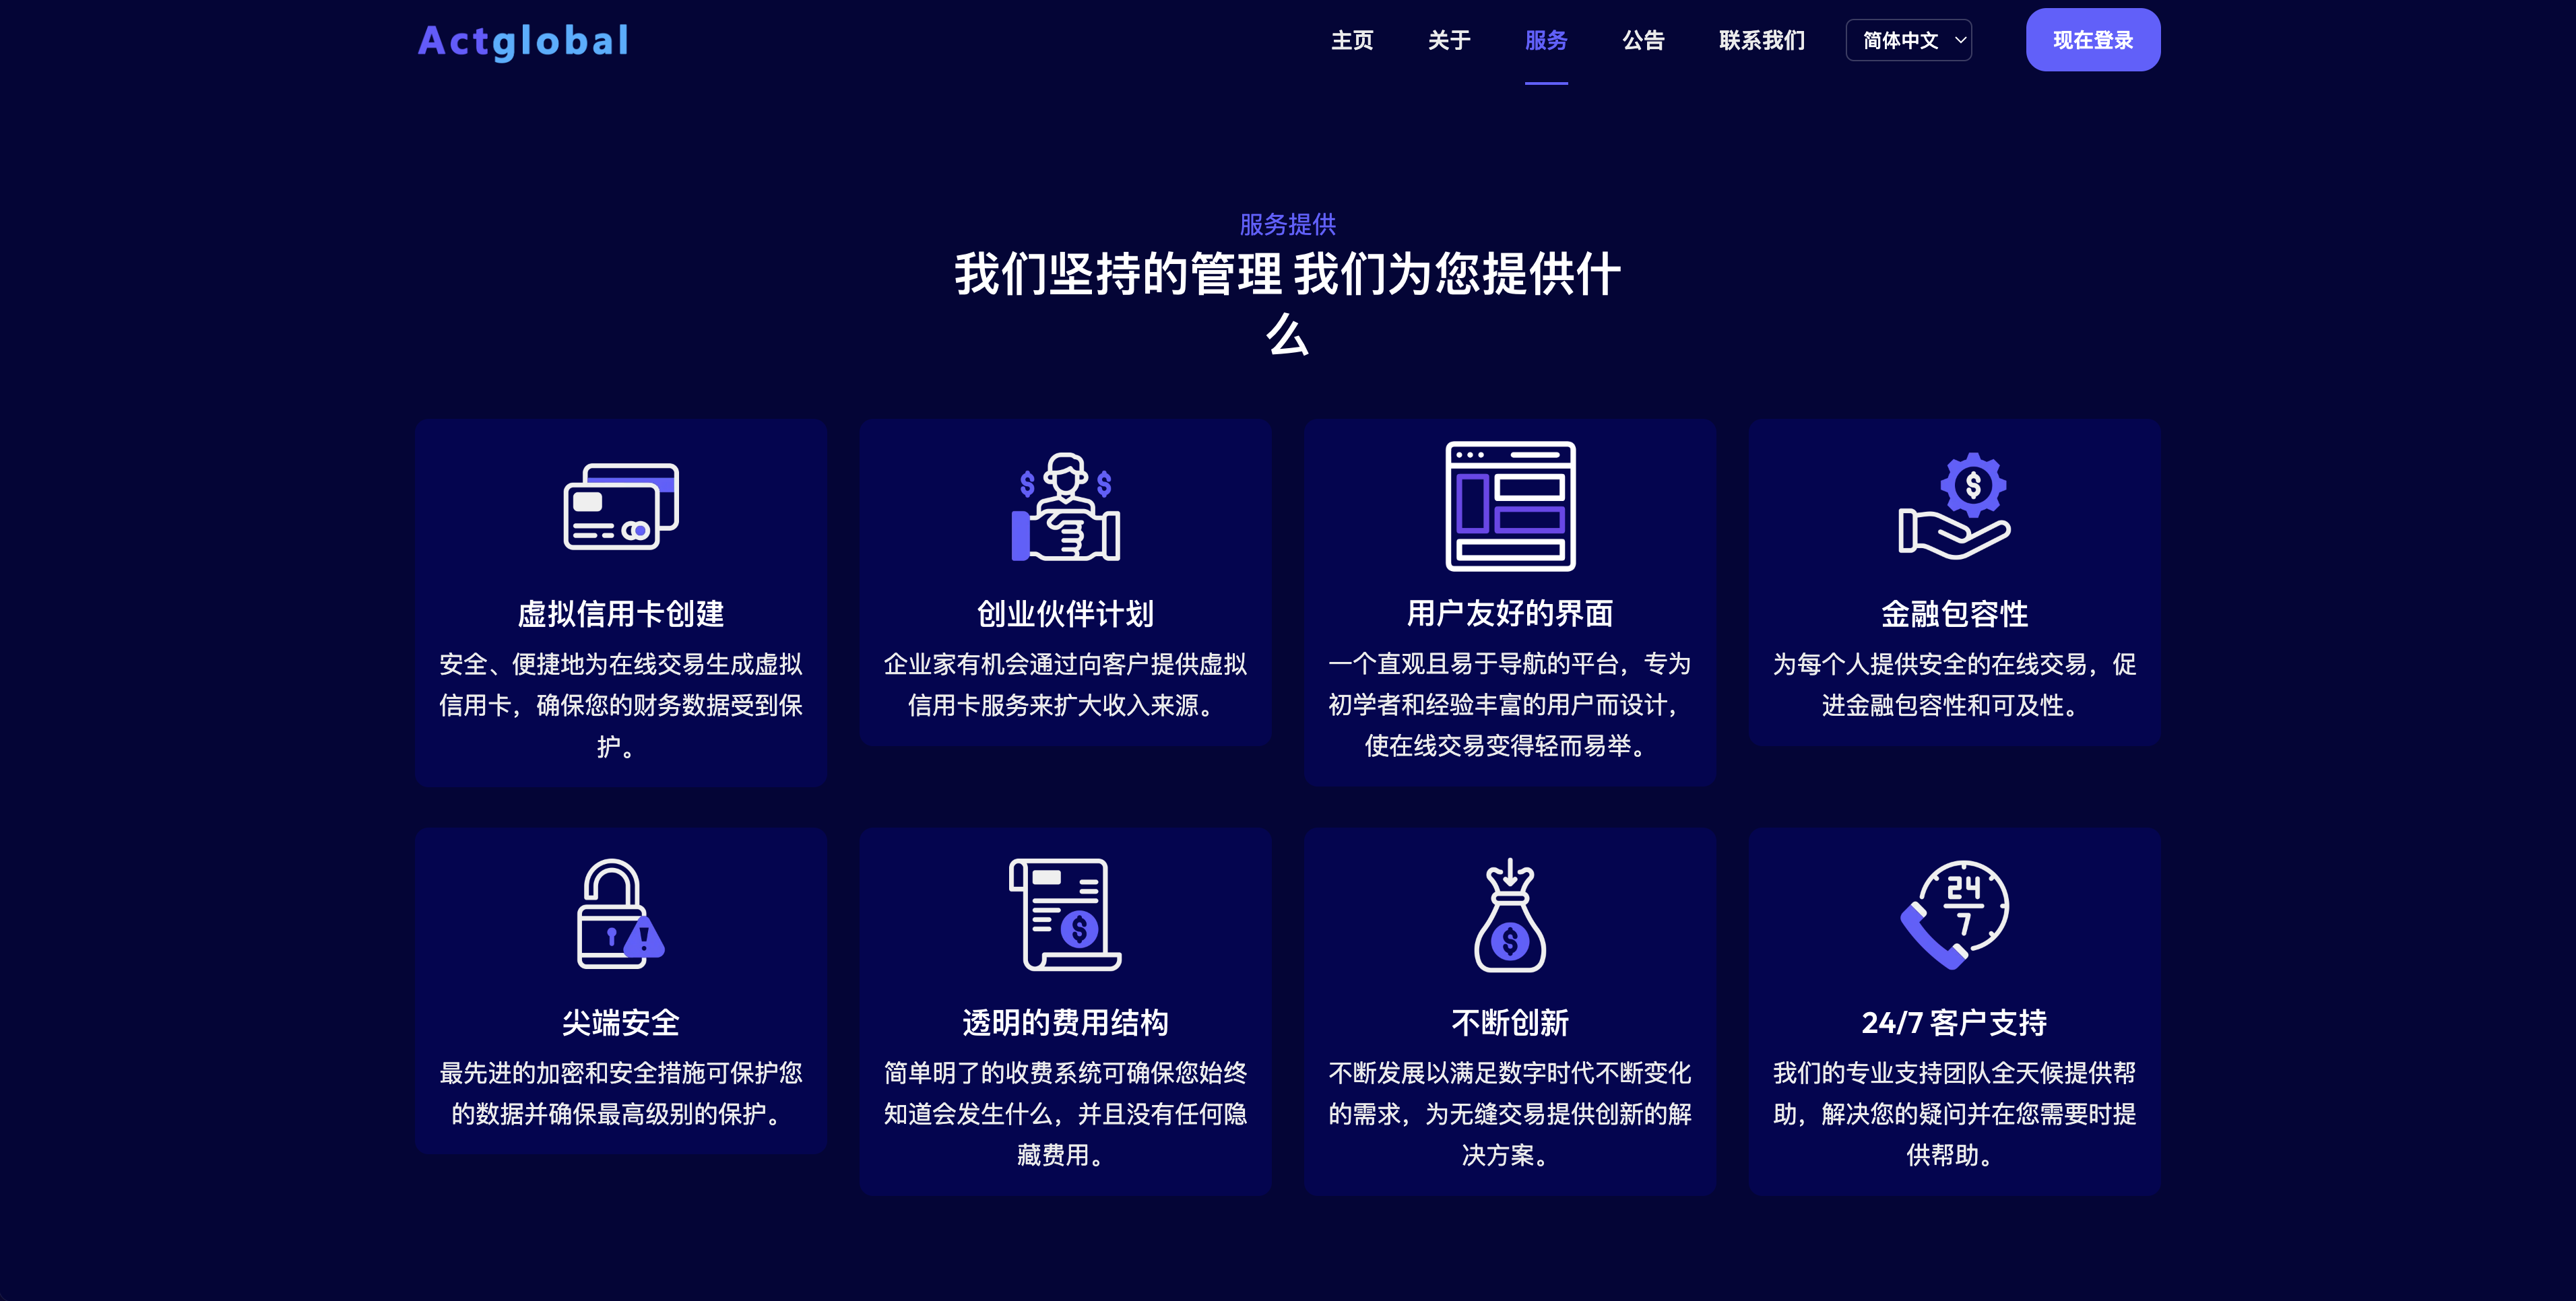 Actglobal
主页 关于 服务 公告 联系我们 简体中文 现在登录
服务提供
我们坚持的管理 我们为您提供什
么
虚拟信用卡创建
安全、便捷地为在线交易生成虚拟
信用卡，确保您的财务数据受到保
护。
$ $
创业伙伴计划
企业家有机会通过向客户提供虚拟
信用卡服务来扩大收入来源。
用户友好的界面
一个直观且易于导航的平台，专为
初学者和经验丰富的用户而设计，
使在线交易变得轻而易举。
$
金融包容性
为每个人提供安全的在线交易，促
进金融包容性和可及性。
!
尖端安全
最先进的加密和安全措施可保护您
的数据并确保最高级别的保护。
$
透明的费用结构
简单明了的收费系统可确保您始终
知道会发生什么，并且没有任何隐
藏费用。
$
不断创新
不断发展以满足数字时代不断变化
的需求，为无缝交易提供创新的解
决方案。
24
7
24/7 客户支持
我们的专业支持团队全天候提供帮
助，解决您的疑问并在您需要时提
供帮助。